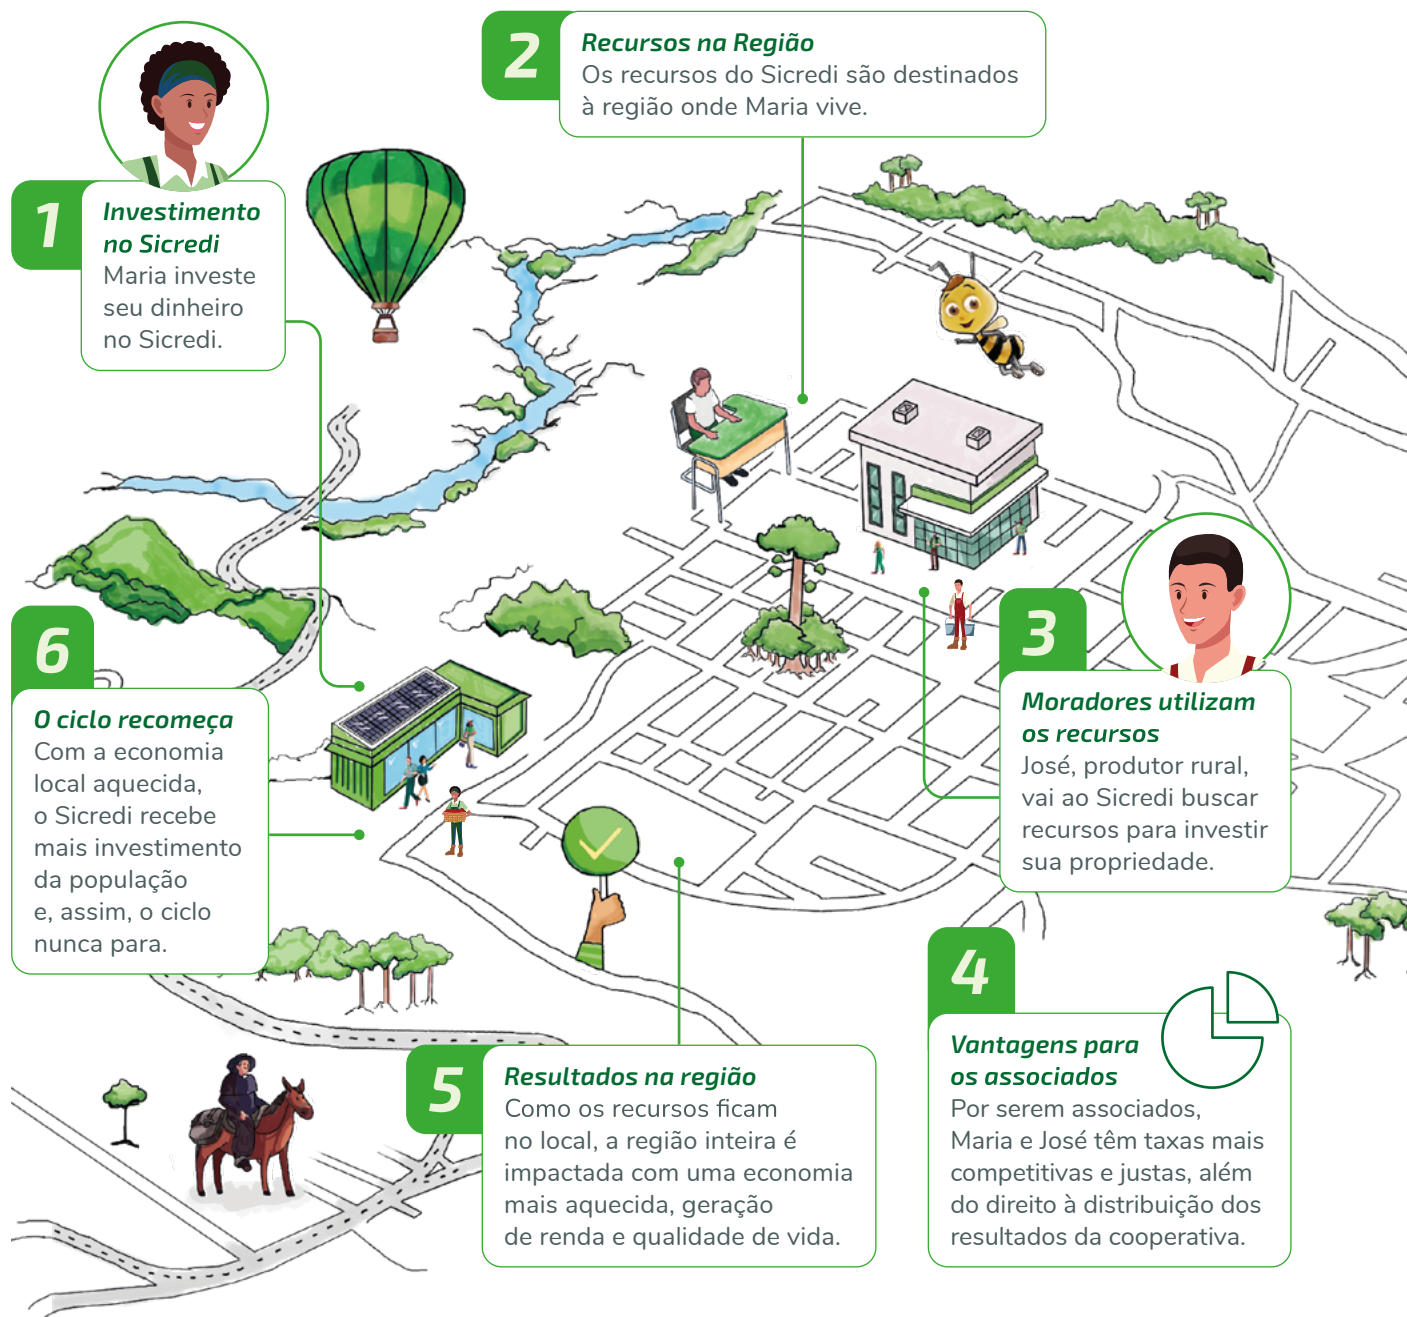 1
Investimento
no Sicredi
Maria investe
seu dinheiro
no Sicredi.
2
Recursos na Região
Os recursos do Sicredi são destinados
à região onde Maria vive.
3
Moradores utilizam
os recursos
José, produtor rural,
vai ao Sicredi buscar
recursos para investir
sua propriedade.
4
Vantagens para
os associados
Por serem associados,
Maria e José têm taxas mais
competitivas e justas, além
do direito à distribuição dos
resultados da cooperativa.
5
Resultados na região
Como os recursos ficam
no local, a região inteira é
impactada com uma economia
mais aquecida, geração
de renda e qualidade de vida.
6
O ciclo recomeça
Com a economia
local aquecida,
o Sicredi recebe
mais investimento
da população
e, assim, o ciclo
nunca para.